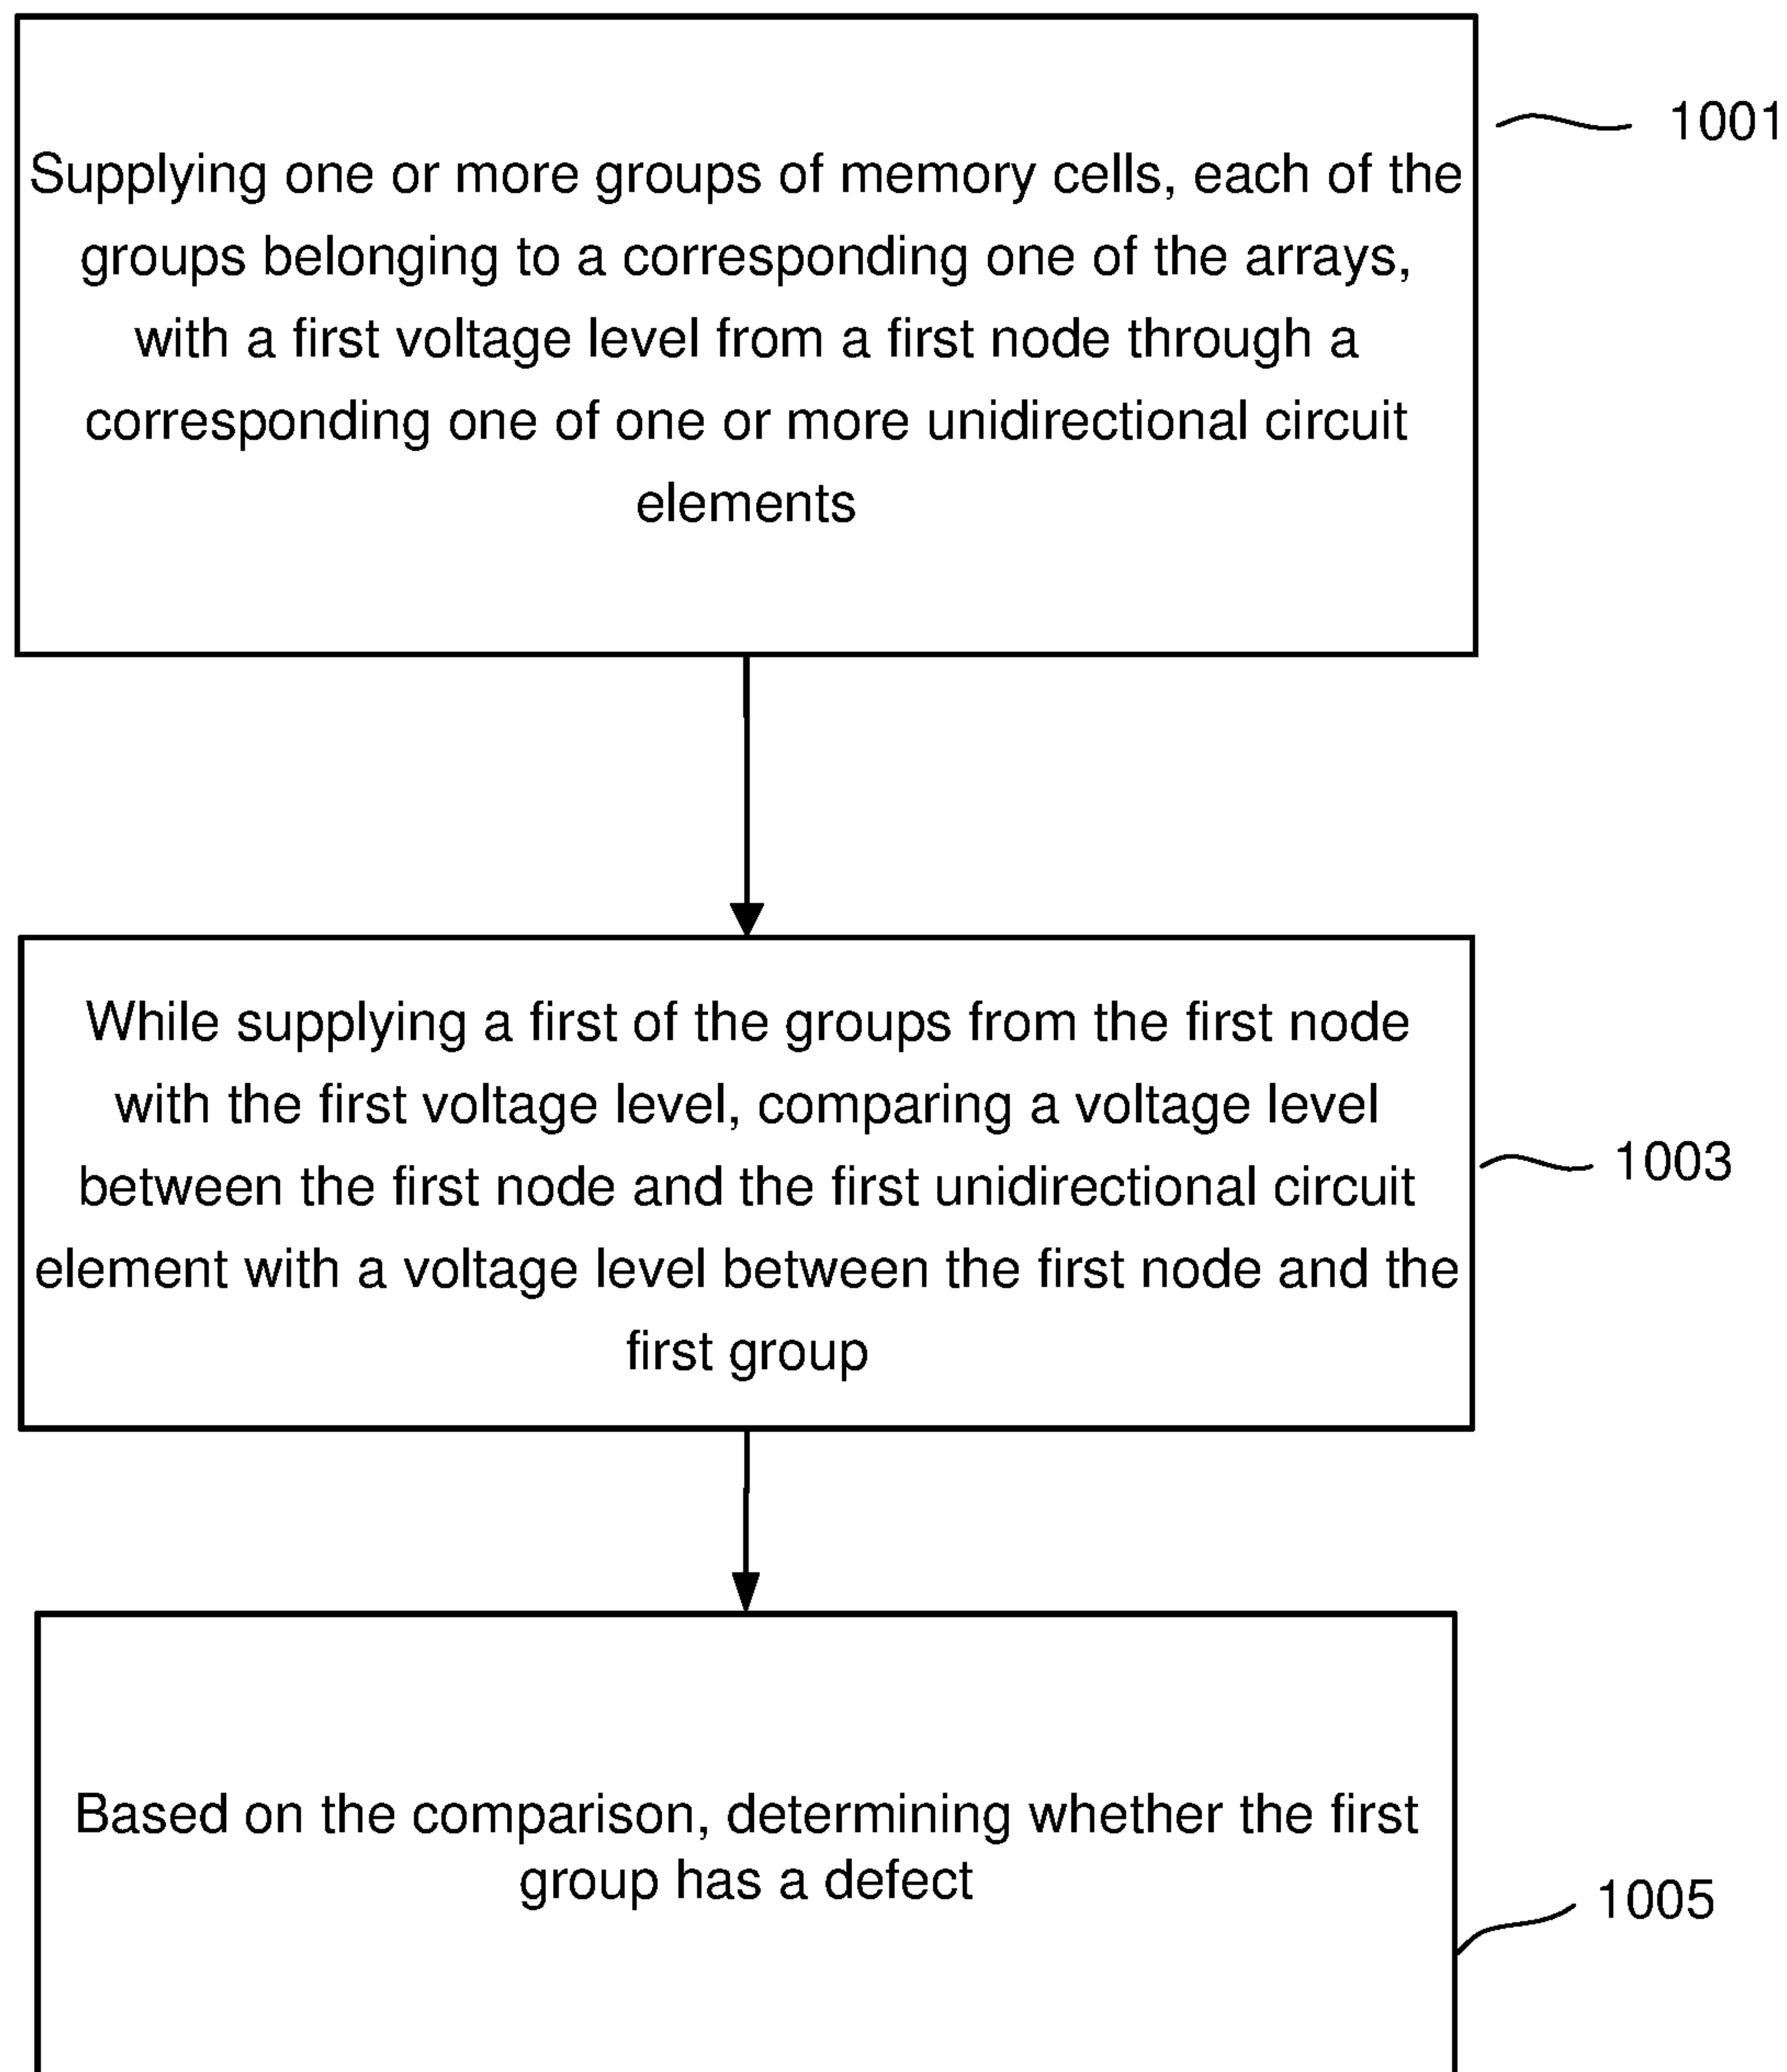 1001
Supplying one or more groups of memory cells, each of the
groups belonging to a corresponding one of the arrays,
with a first voltage level from a first node through a
corresponding one of one or more unidirectional circuit
elements
While supplying a first of the groups from the first node
with the first voltage level, comparing a voltage level
between the first node and the first unidirectional circuit
element with a voltage level between the first node and the
first group
1003
Based on the comparison, determining whether the first
group has a defect
1005